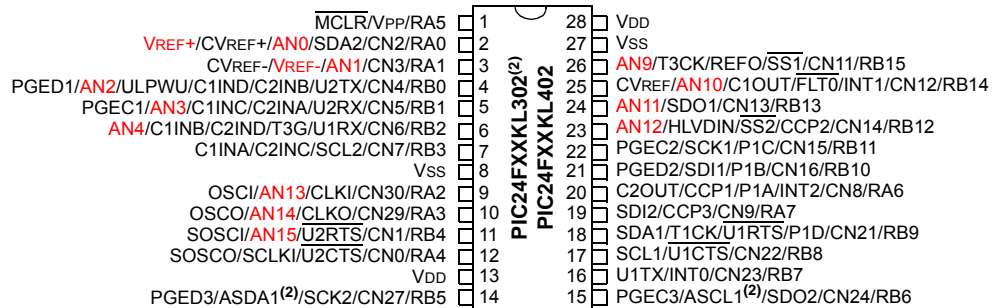 MCLR/VPP/RA5 1
VREF+/CVREF+/AN0/SDA2/CN2/RA0 2
CVREF-/VREF-/AN1/CN3/RA1 3
PGED1/AN2/ULPWU/C1IND/C2INB/U2TX/CN4/RB0 4
PGEC1/AN3/C1INC/C2INA/U2RX/CN5/RB1 5
AN4/C1INB/C2IND/T3G/U1RX/CN6/RB2 6
C1INA/C2INC/SCL2/CN7/RB3 7
VSS 8
OSCI/AN13/CLKI/CN30/RA2 9
OSCO/AN14/CLKO/CN29/RA3 10
SOSCI/AN15/U2RTS/CN1/RB4 11
SOSCO/SCLKI/U2CTS/CN0/RA4 12
VDD 13
PGED3/ASDA1(2)/SCK2/CN27/RB5 14
PIC24FXXKL302(2)
PIC24FXXKL402
28 VDD
27 VSS
26 AN9/T3CK/REFO/SS1/CN11/RB15
25 CVREF/AN10/C1OUT/FLT0/INT1/CN12/RB14
24 AN11/SDO1/CN13/RB13
23 AN12/HLVDIN/SS2/CCP2/CN14/RB12
22 PGEC2/SCK1/P1C/CN15/RB11
21 PGED2/SDI1/P1B/CN16/RB10
20 C2OUT/CCP1/P1A/INT2/CN8/RA6
19 SDI2/CCP3/CN9/RA7
18 SDA1/T1CK/U1RTS/P1D/CN21/RB9
17 SCL1/U1CTS/CN22/RB8
16 U1TX/INT0/CN23/RB7
15 PGEC3/ASCL1(2)/SDO2/CN24/RB6